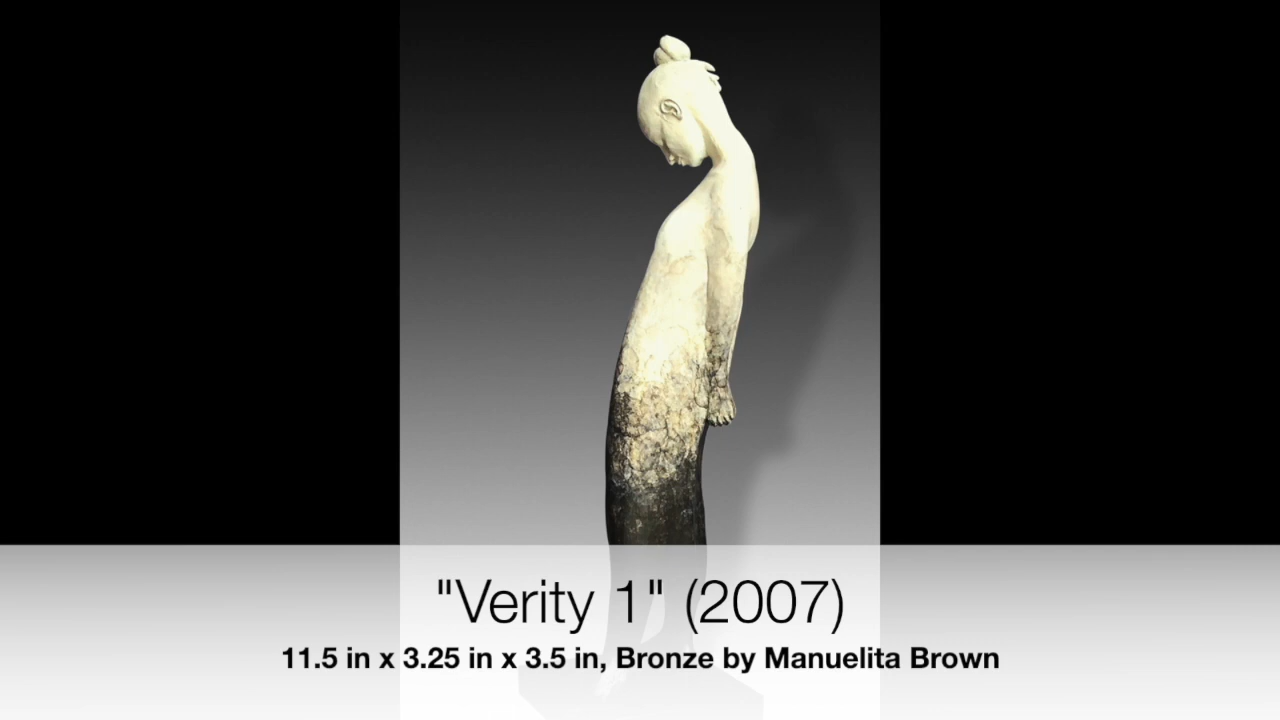 "Verity 1" (2007)
11.5 in x 3.25 in x 3.5 in, Bronze by Manuelita Brown